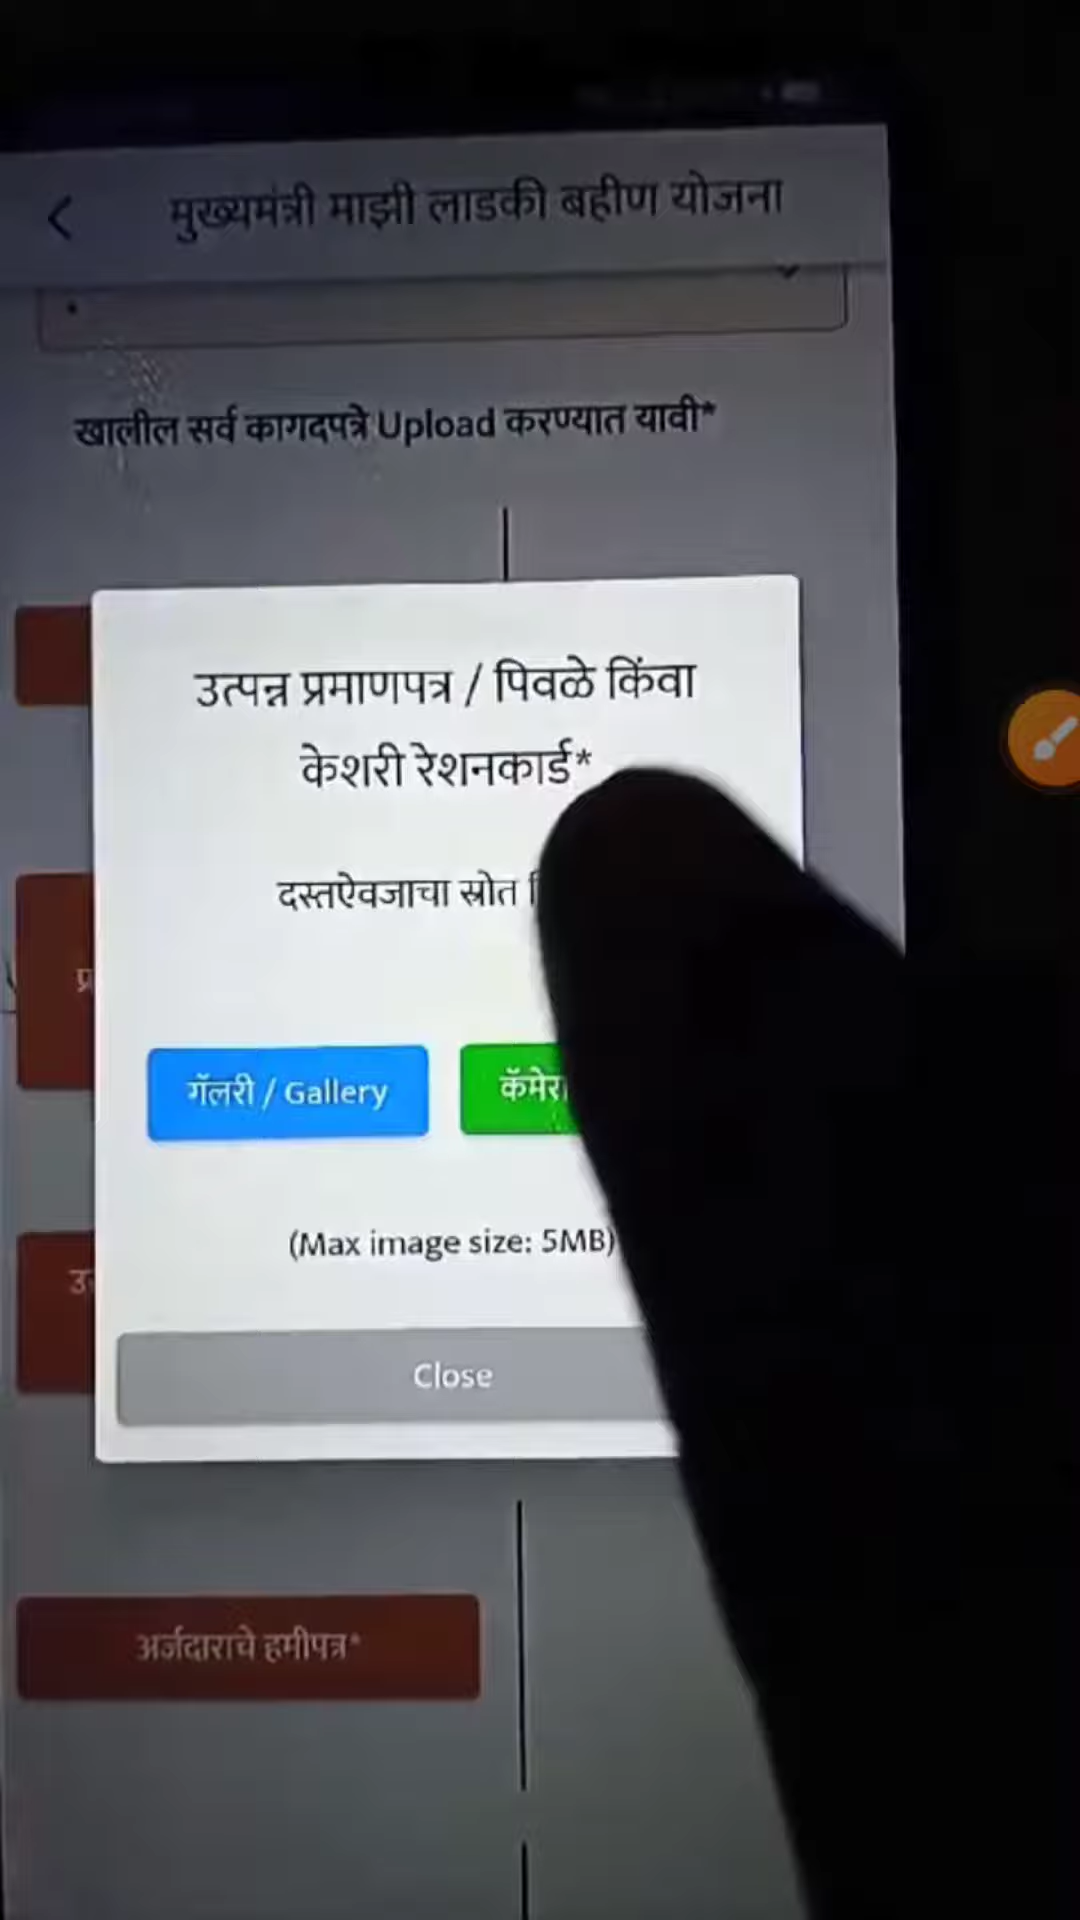 मुख्यमंत्री माझी लाडकी बहीण योजना
खालील सर्व कागदपत्रे Upload करण्यात यावी*
उत्पन्न प्रमाणपत्र / पिवळे किंवा
केशरी रेशनकार्ड*
दस्तऐवजाचा स्रोत
गॅलरी / Gallery
(Max image size: 5MB)
Close
अर्जदाराचे हमीपत्र*